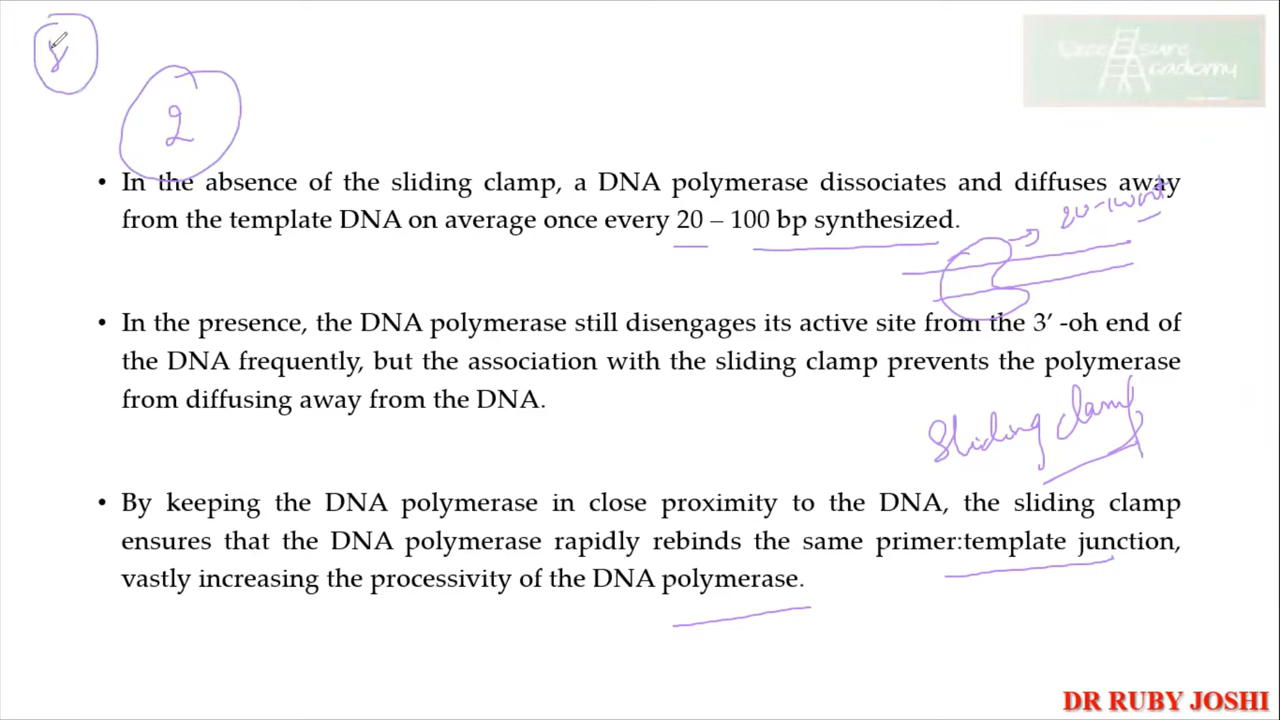 8
2
• In the absence of the sliding clamp, a DNA polymerase dissociates and diffuses away
from the template DNA on average once every 20 – 100 bp synthesized.
• In the presence, the DNA polymerase still disengages its active site from the 3’ -oh end of
the DNA frequently, but the association with the sliding clamp prevents the polymerase
from diffusing away from the DNA.
Sliding clamp
• By keeping the DNA polymerase in close proximity to the DNA, the sliding clamp
ensures that the DNA polymerase rapidly rebinds the same primer:template junction,
vastly increasing the processivity of the DNA polymerase.
DR RUBY JOSHI